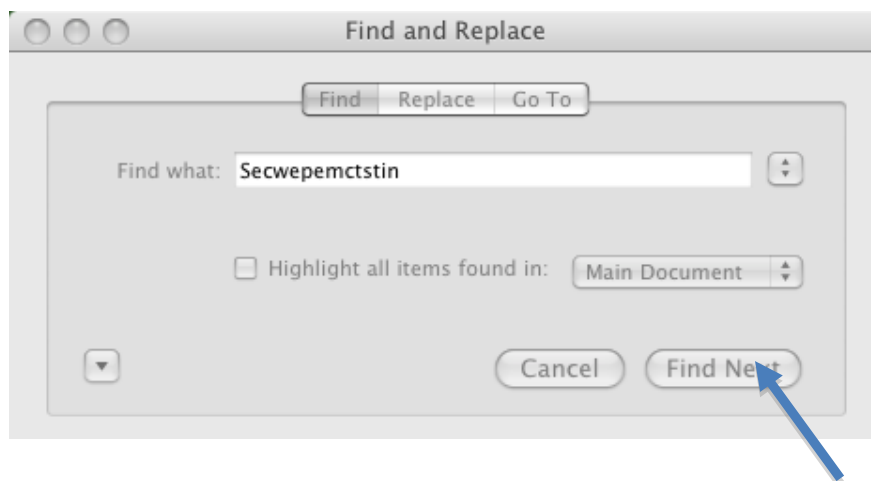 Find and Replace
Find Replace Go To
Find what: Secwepemctstin
Highlight all items found in: Main Document
Cancel Find Next